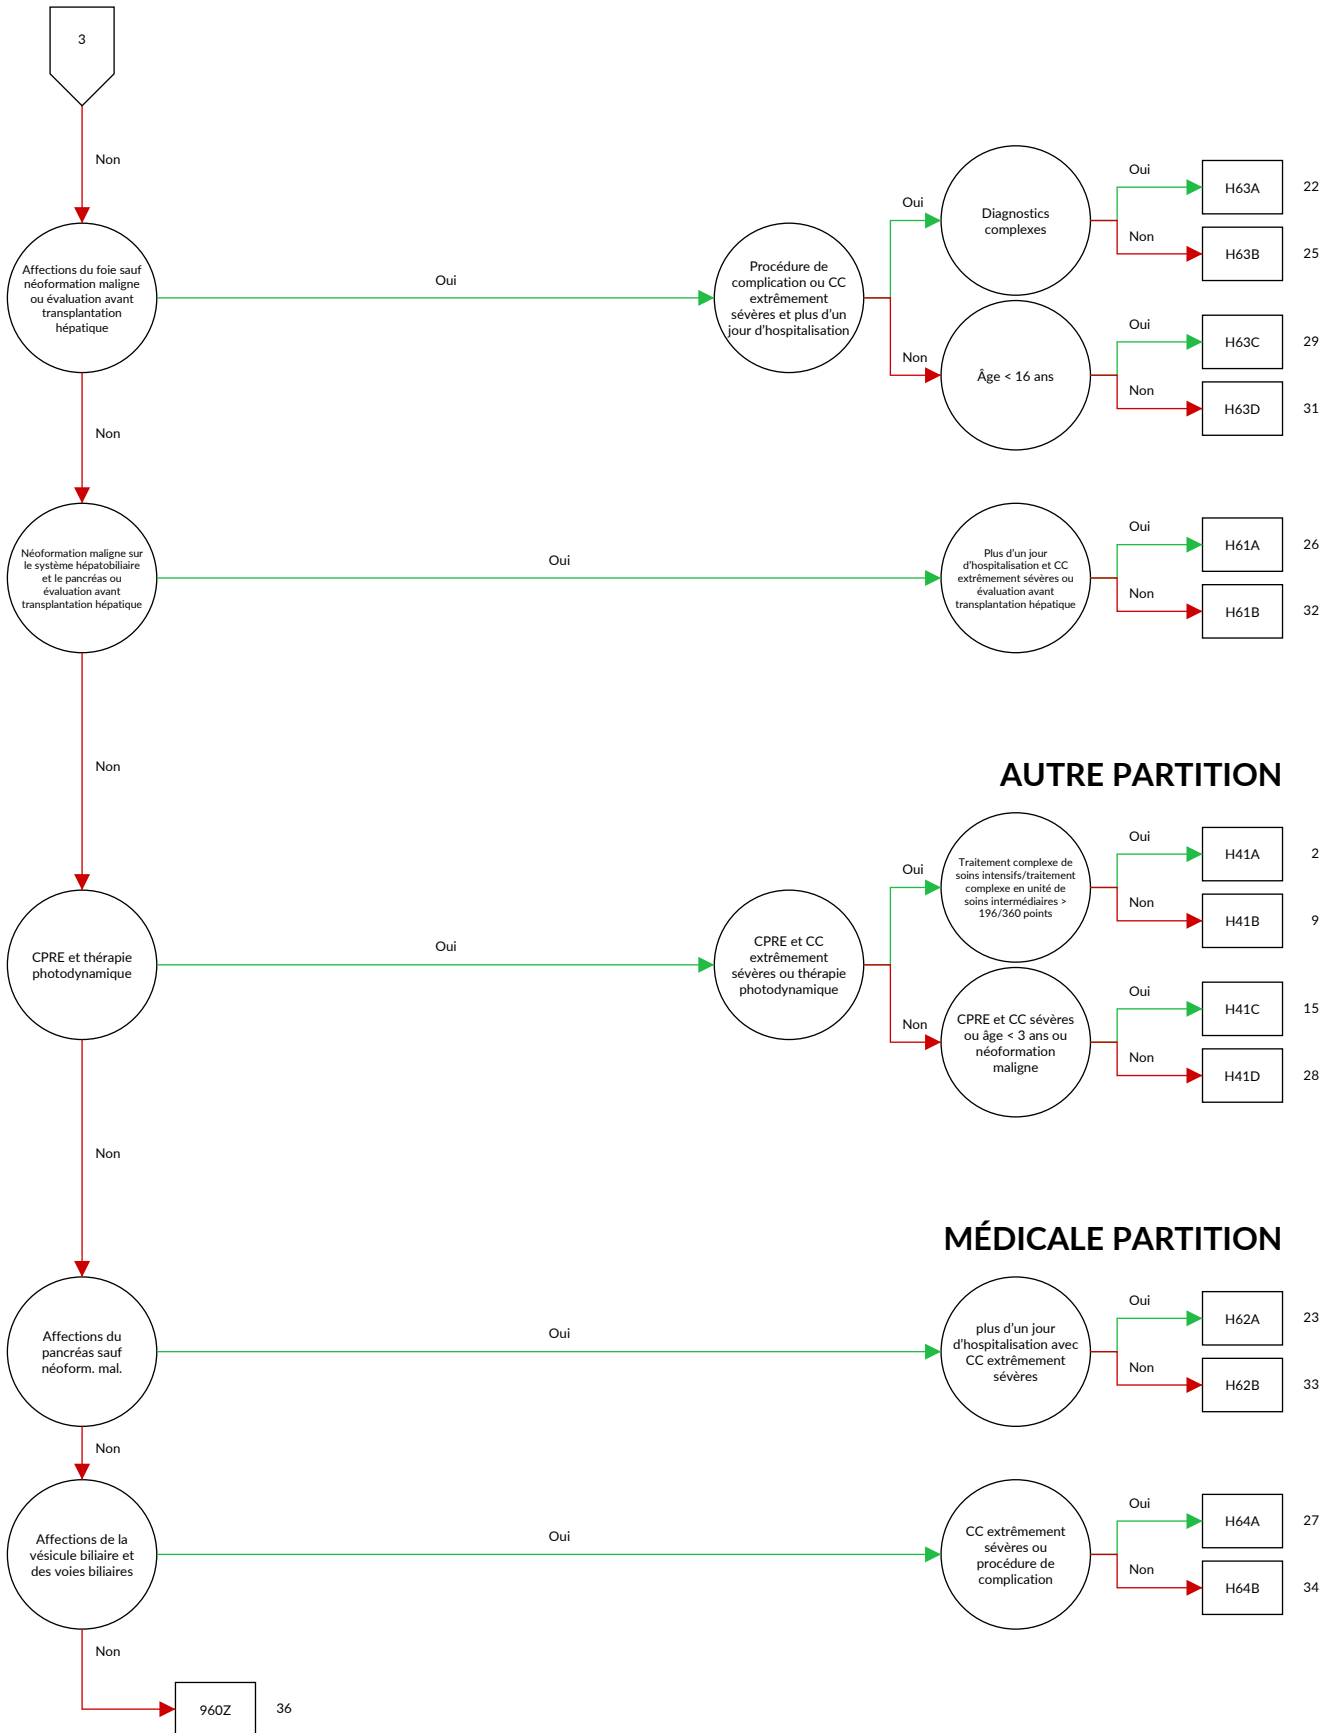 3
Non
Affections du foie sauf
néoformation maligne
ou évaluation avant
transplantation
hépatique
Oui
Procédure de
complication ou CC
extrêmement
sévères et plus d'un
jour d'hospitalisation
Oui
Diagnostics
complexes
Oui
H63A
22
Non
H63B
25
Non
Âge < 16 ans
Oui
H63C
29
Non
H63D
31
Non
Néoformation maligne sur
le système hépatobiliaire
et le pancréas ou
évaluation avant
transplantation hépatique
Oui
Plus d'un jour
d'hospitalisation et CC
extrêmement sévères ou
évaluation avant
transplantation hépatique
Oui
H61A
26
Non
H61B
32
Non
AUTRE PARTITION
CPRE et thérapie
photodynamique
Oui
CPRE et CC
extrêmement
sévères ou thérapie
photodynamique
Oui
Traitement complexe de
soins intensifs/traitement
complexe en unité de
soins intermédiaires >
196/360 points
Oui
H41A
2
Non
H41B
9
Non
CPRE et CC sévères
ou âge < 3 ans ou
néoformation
maligne
Oui
H41C
15
Non
H41D
28
Non
MÉDICALE PARTITION
Affections du
pancréas sauf
néoform. mal.
Oui
plus d'un jour
d'hospitalisation avec
CC extrêmement
sévères
Oui
H62A
23
Non
H62B
33
Non
Affections de la
vésicule biliaire et
des voies biliaires
Oui
CC extrêmement
sévères ou
procédure de
complication
Oui
H64A
27
Non
H64B
34
Non
960Z
36